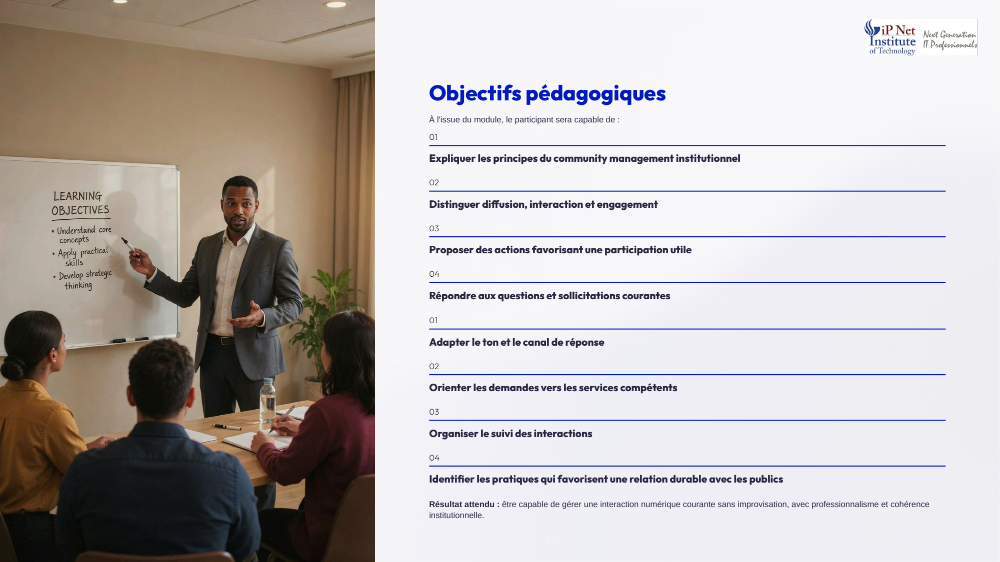 iP Net
Institute
of Technology
Next Generation
IT Professionnels
LEARNING
OBJECTIVES
• Understand core
concepts
• Apply practical
skills
• Develop strategic
thinking
Objectifs pédagogiques
À l'issue du module, le participant sera capable de :
01
Expliquer les principes du community management institutionnel
02
Distinguer diffusion, interaction et engagement
03
Proposer des actions favorisant une participation utile
04
Répondre aux questions et sollicitations courantes
01
Adapter le ton et le canal de réponse
02
Orienter les demandes vers les services compétents
03
Organiser le suivi des interactions
04
Identifier les pratiques qui favorisent une relation durable avec les publics
Résultat attendu : être capable de gérer une interaction numérique courante sans improvisation, avec professionnalisme et cohérence
institutionnelle.